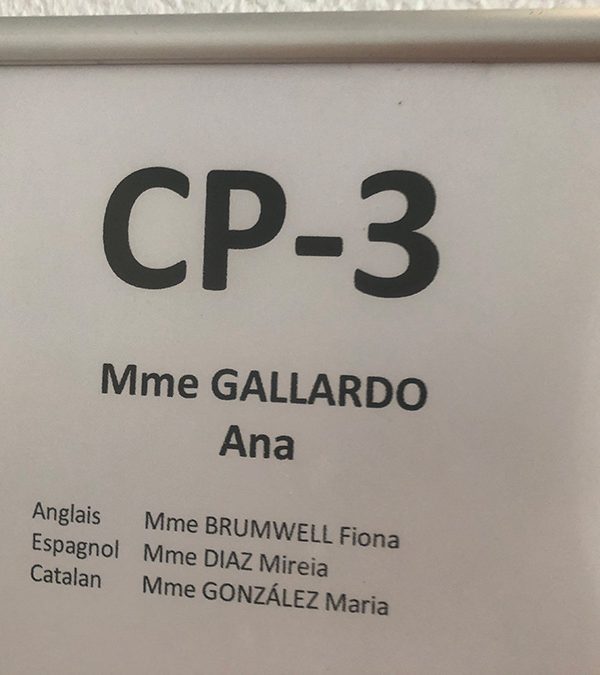 CP-3
Mme GALLARDO
Ana
Anglais Mme BRUMWELL Fiona
Espagnol Mme DIAZ Mireia
Catalan Mme GONZÁLEZ Maria